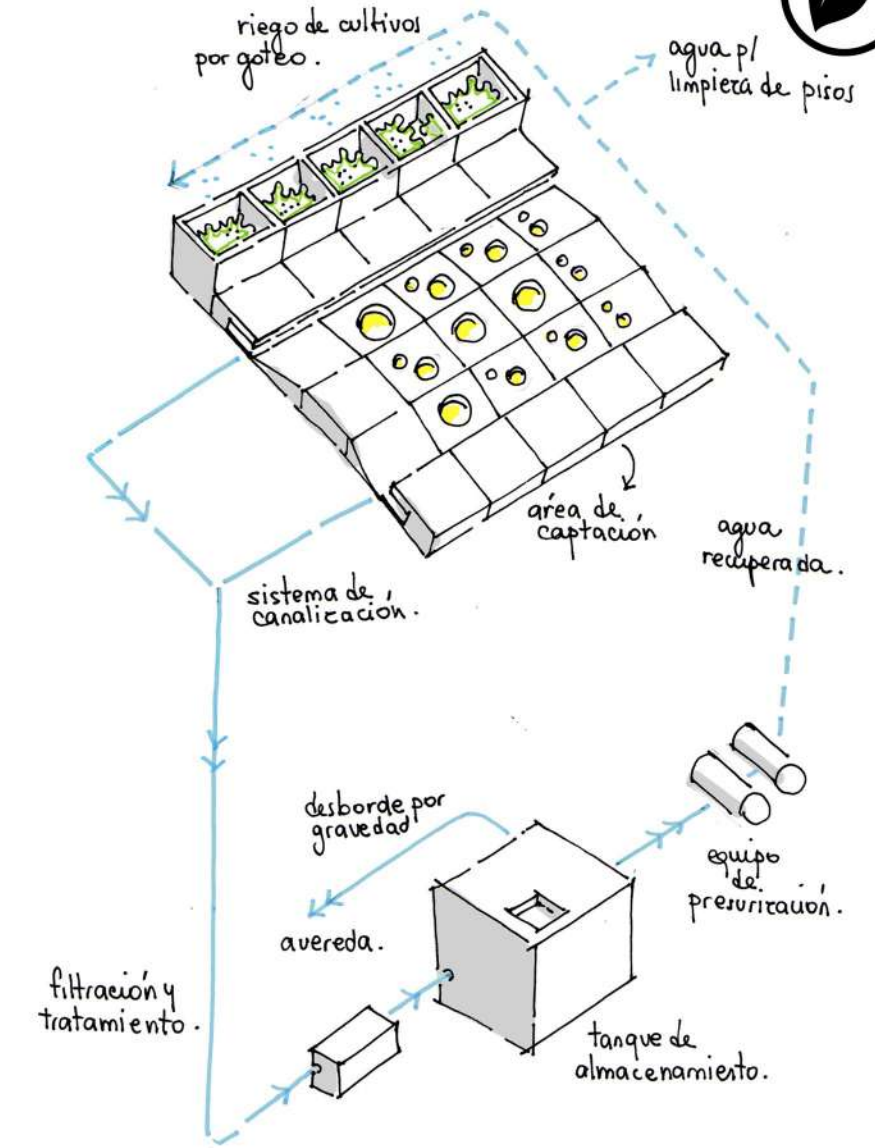 riego de cultivos
por goteo.
agua p/
limpieza de pisos
área de
captación
agua
recuperada.
sistema de
canalización.
desborde por
gravedad
a vereda.
equipo
de
presurización.
filtración y
tratamiento.
tanque de
almacenamiento.